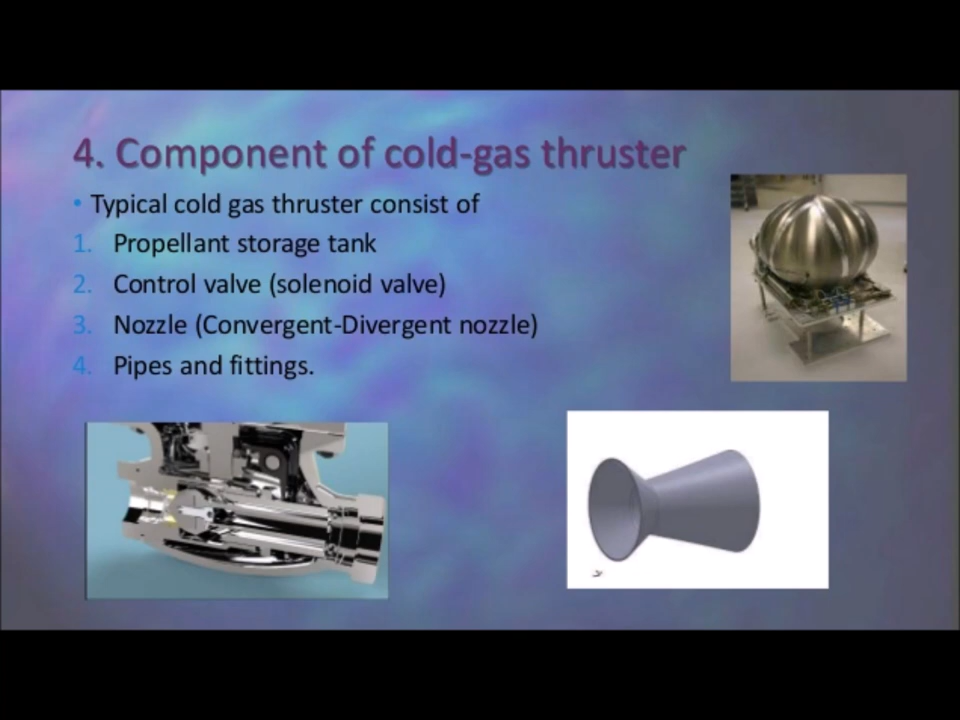 4. Component of cold-gas thruster
• Typical cold gas thruster consist of
1. Propellant storage tank
2. Control valve (solenoid valve)
3. Nozzle (Convergent-Divergent nozzle)
4. Pipes and fittings.